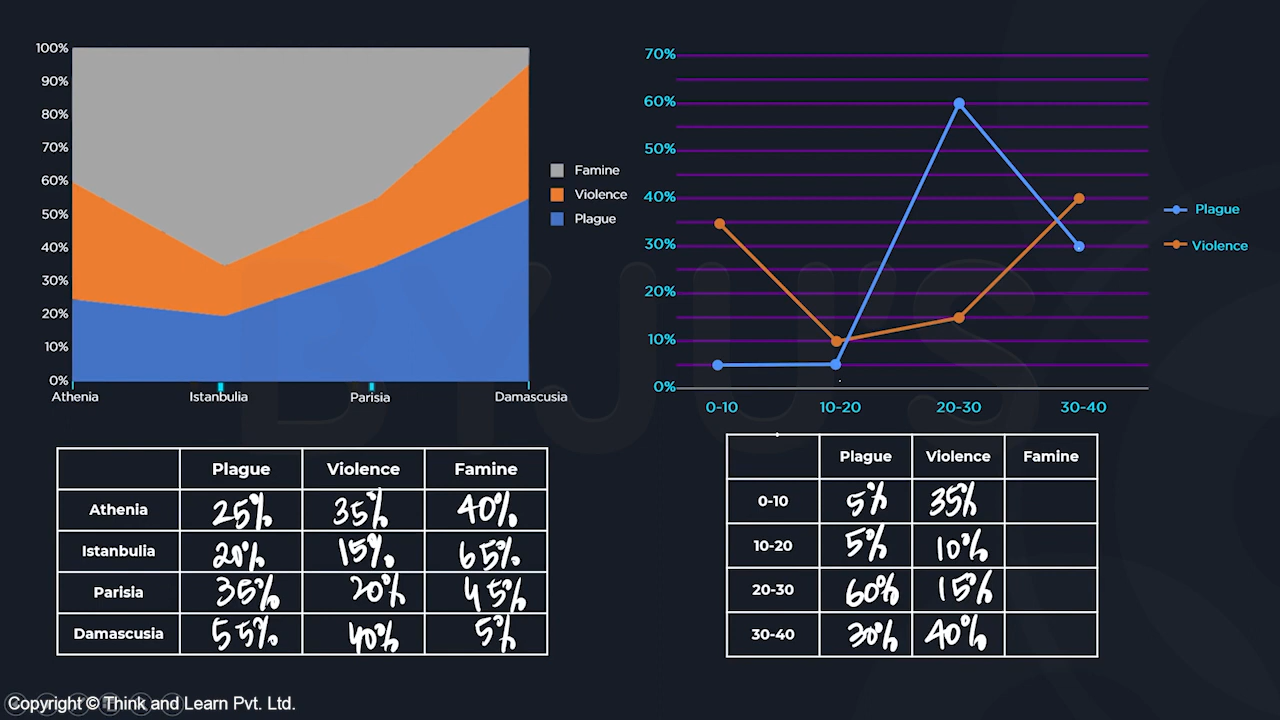 100%
90%
80%
70%
60%
50%
40%
30%
20%
10%
0%
Athenia Istanbulia Parisia Damascusia
Famine
Violence
Plague
70%
60%
50%
40%
30%
20%
10%
0%
0-10 10-20 20-30 30-40
Plague
Violence
BYJU'S
Plague Violence Famine
Athenia 25% 35% 40%
Istanbulia 20% 15% 65%
Parisia 35% 20% 45%
Damascusia 55% 40% 5%
Plague Violence Famine
0-10 5% 35%
10-20 5% 10%
20-30 60% 15%
30-40 30% 40%
Copyright © Think and Learn Pvt. Ltd.